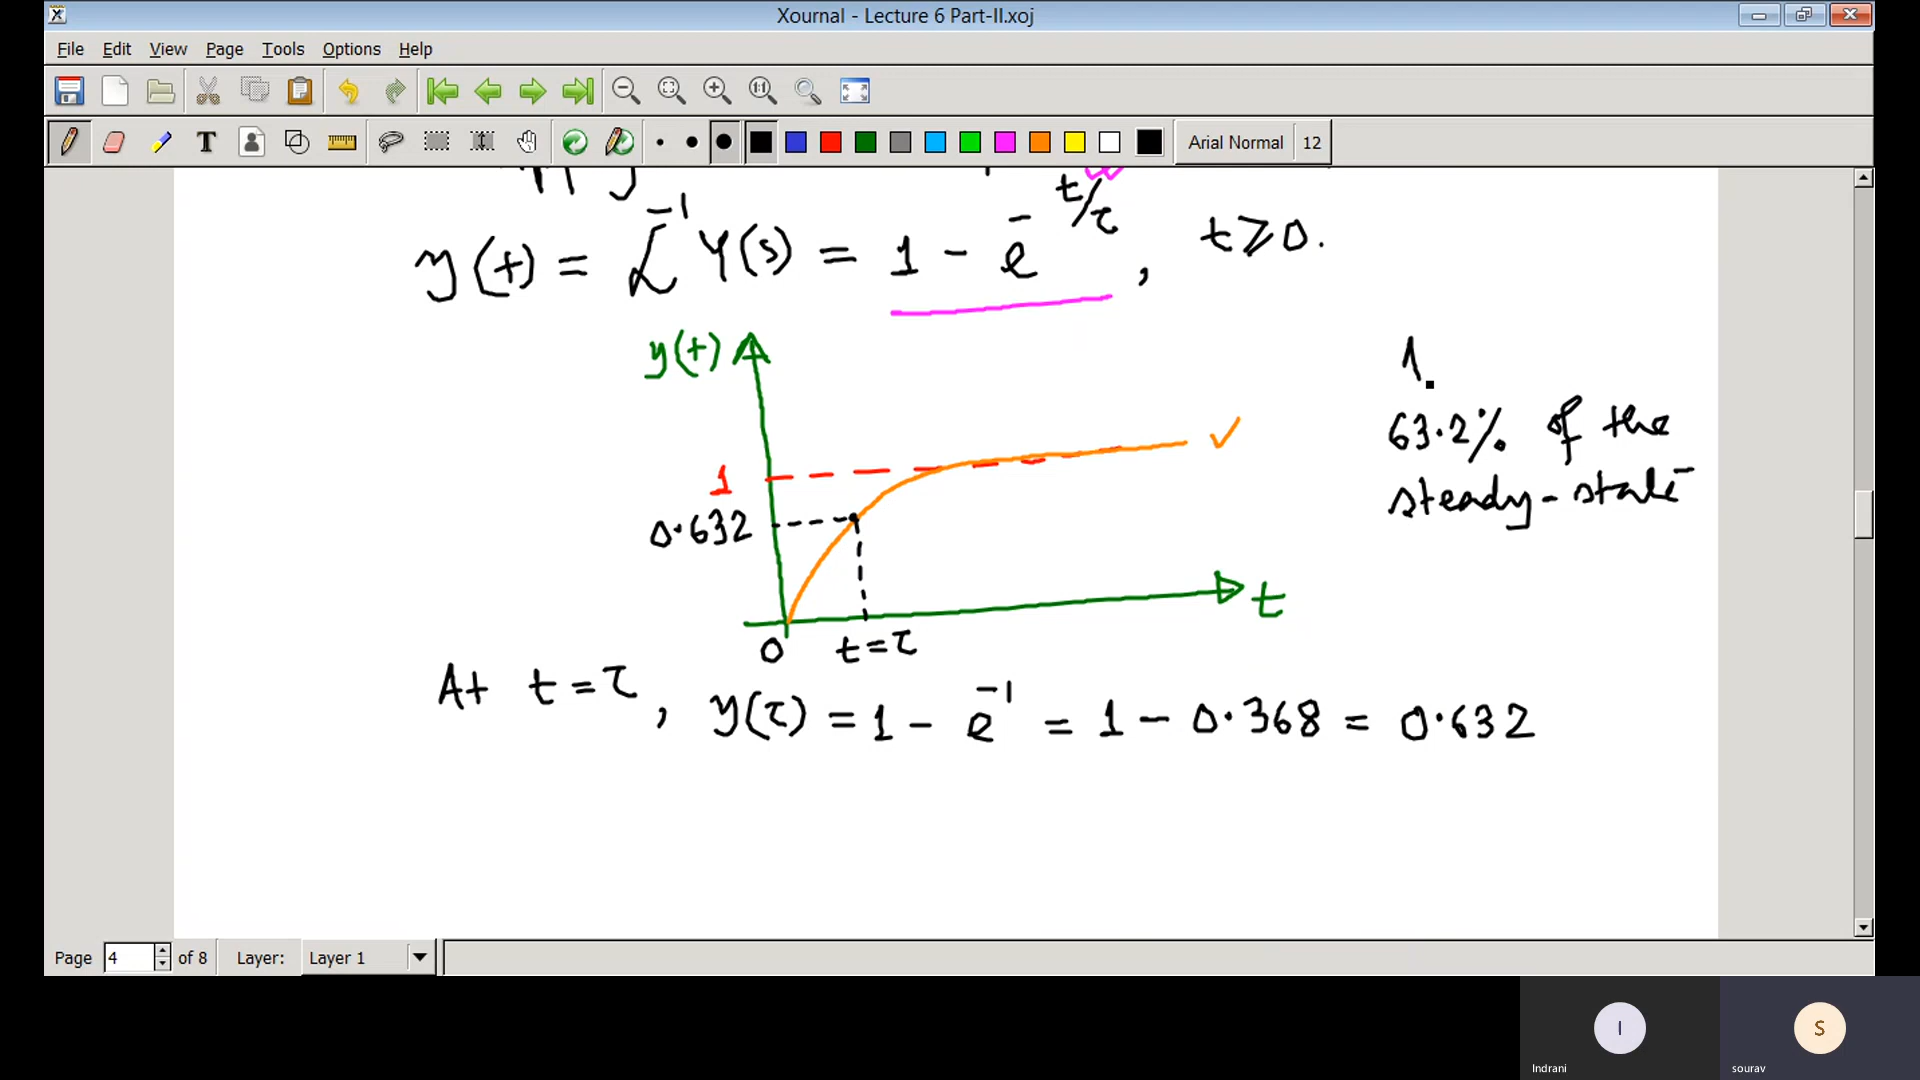 Xournal - Lecture 6 Part-II.xoj
File Edit View Page Tools Options Help
Arial Normal 12
y(t) = ℒ⁻¹ Y(s) = 1 - e^(-t/τ), t ⩾ 0.
y(t)
1
1
0.632
63.2% of the
steady-state
t
0 t = τ
At t = τ, y(τ) = 1 - e⁻¹ = 1 - 0.368 = 0.632
Page 4 of 8 Layer: Layer 1
I S
Indrani sourav